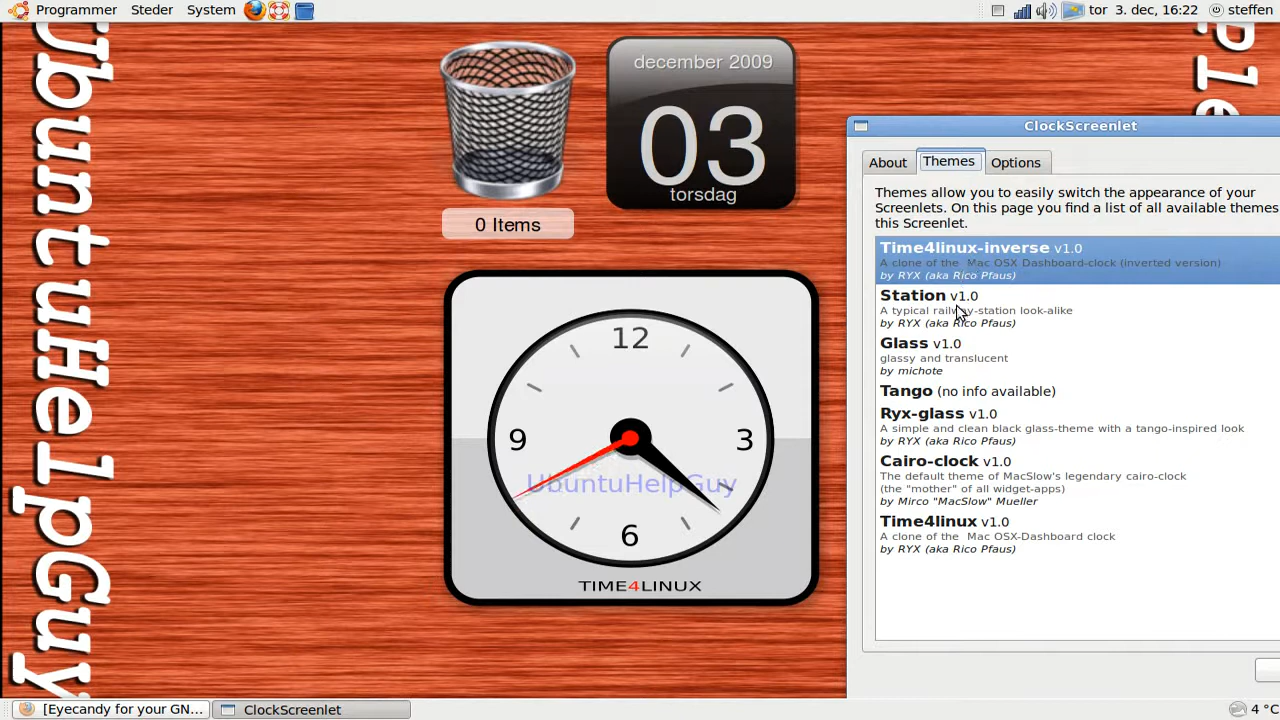 Programmer Steder System tor 3. dec, 16:22 steffen
UbuntuHelpGuy
december 2009
03
torsdag
0 Items
12
3
6
9
UbuntuHelpGuy
TIME4LINUX
ClockScreenlet
About Themes Options
Themes allow you to easily switch the appearance of your
Screenlets. On this page you find a list of all available themes
this Screenlet.
Time4linux-inverse v1.0
A clone of the Mac OSX Dashboard-clock (inverted version)
by RYX (aka Rico Pfaus)
Station v1.0
A typical railway-station look-alike
by RYX (aka Rico Pfaus)
Glass v1.0
glassy and translucent
by michote
Tango (no info available)
Ryx-glass v1.0
A simple and clean black glass-theme with a tango-inspired look
by RYX (aka Rico Pfaus)
Cairo-clock v1.0
The default theme of MacSlow's legendary cairo-clock
(the "mother" of all widget-apps)
by Mirco "MacSlow" Mueller
Time4linux v1.0
A clone of the Mac OSX-Dashboard clock
by RYX (aka Rico Pfaus)
[Eyecandy for your GN... ClockScreenlet 4 °C